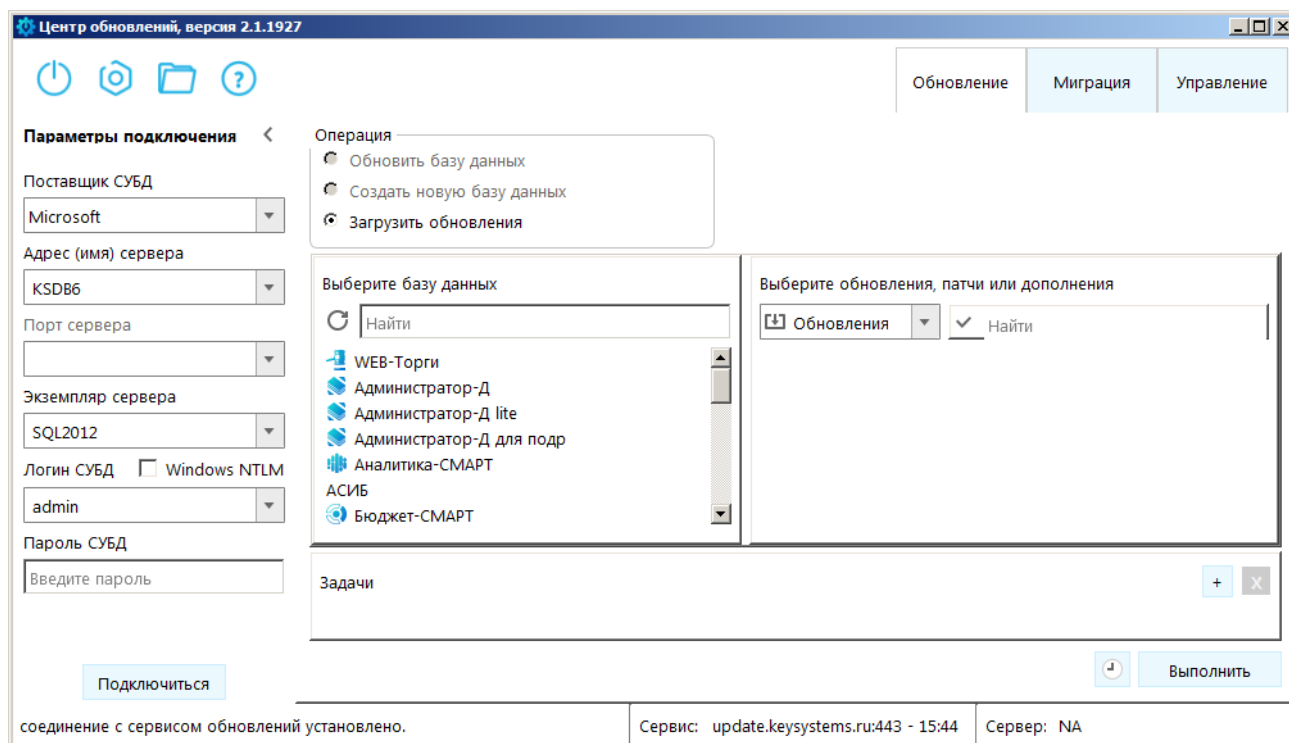 Центр обновлений, версия 2.1.1927
Обновление
Миграция
Управление
Параметры подключения
Поставщик СУБД
Microsoft
Адрес (имя) сервера
KSDB6
Порт сервера
Экземпляр сервера
SQL2012
Логин СУБД Windows NTLM
admin
Пароль СУБД
Введите пароль
Подключиться
Операция
Обновить базу данных
Создать новую базу данных
Загрузить обновления
Выберите базу данных
Найти
WEB-Торги
Администратор-Д
Администратор-Д lite
Администратор-Д для подр
Аналитика-СМАРТ
АСИБ
Бюджет-СМАРТ
Выберите обновления, патчи или дополнения
Обновления
Найти
Задачи
+ X
Выполнить
соединение с сервисом обновлений установлено.
Сервис: update.keysystems.ru:443 - 15:44
Сервер: NA